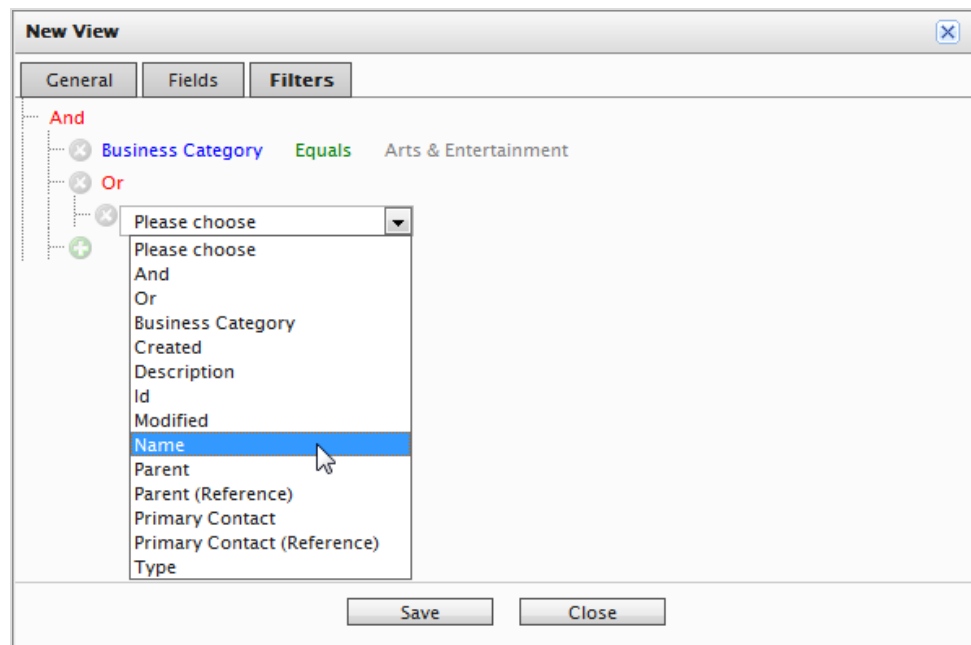 New View
General Fields Filters
And
Business Category Equals Arts & Entertainment
Or
Please choose
Please choose
And
Or
Business Category
Created
Description
Id
Modified
Name
Parent
Parent (Reference)
Primary Contact
Primary Contact (Reference)
Type
Save Close